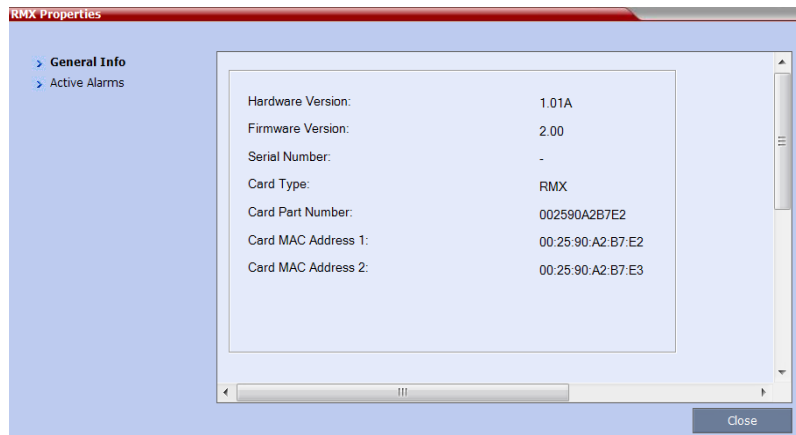 RMX Properties
General Info
Active Alarms
Hardware Version: 1.01A
Firmware Version: 2.00
Serial Number: -
Card Type: RMX
Card Part Number: 002590A2B7E2
Card MAC Address 1: 00:25:90:A2:B7:E2
Card MAC Address 2: 00:25:90:A2:B7:E3
Close